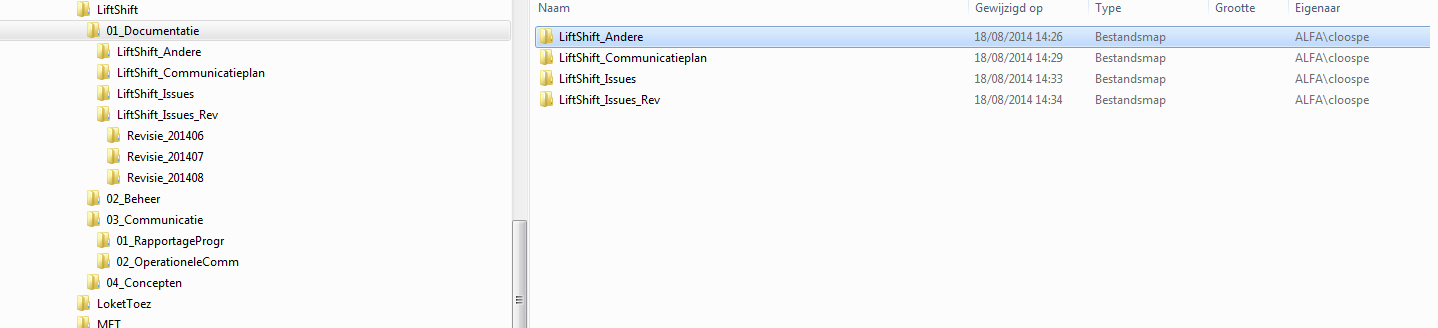 LiftShift
01_Documentatie
LiftShift_Andere
LiftShift_Communicatieplan
LiftShift_Issues
LiftShift_Issues_Rev
Revisie_201406
Revisie_201407
Revisie_201408
02_Beheer
03_Communicatie
01_RapportageProgr
02_OperationeleComm
04_Concepten
LoketToez
MFT
Naam Gewijzigd op Type Grootte Eigenaar
LiftShift_Andere 18/08/2014 14:26 Bestandsmap ALFA\cloospe
LiftShift_Communicatieplan 18/08/2014 14:29 Bestandsmap ALFA\cloospe
LiftShift_Issues 18/08/2014 14:33 Bestandsmap ALFA\cloospe
LiftShift_Issues_Rev 18/08/2014 14:34 Bestandsmap ALFA\cloospe